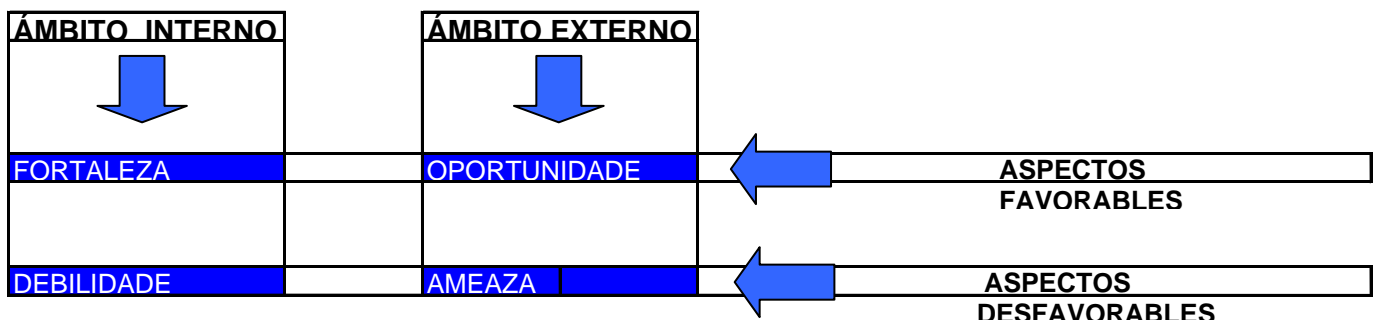 ÁMBITO INTERNO
ÁMBITO EXTERNO
FORTALEZA
OPORTUNIDADE
ASPECTOS
FAVORABLES
DEBILIDADE
AMEAZA
ASPECTOS
DESFAVORABLES